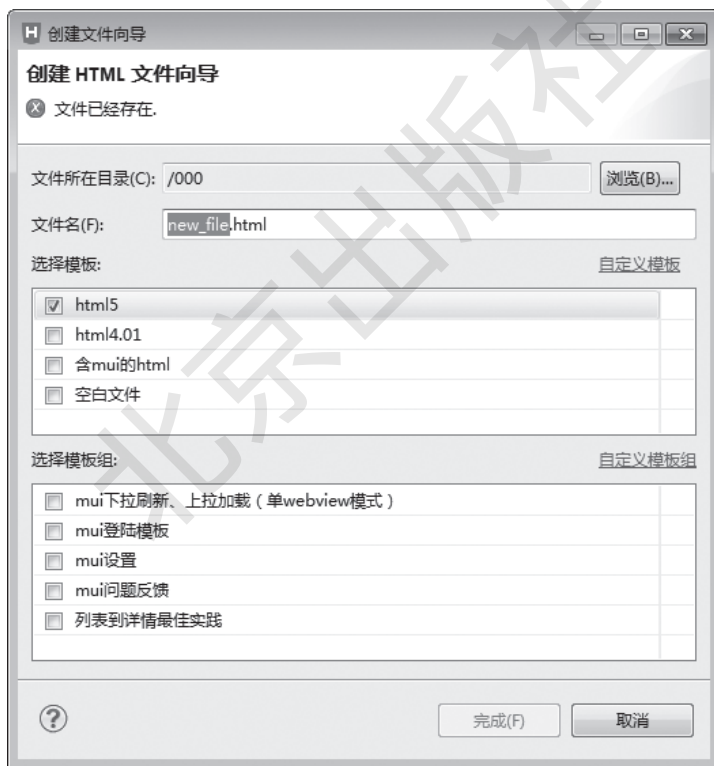 H 创建文件向导
创建 HTML 文件向导
文件已经存在.
文件所在目录(C): /000 浏览(B)...
文件名(F): new_file.html
选择模板: 自定义模板
html5
html4.01
含mui的html
空白文件
选择模板组: 自定义模板组
mui下拉刷新、上拉加载（单webview模式）
mui登陆模板
mui设置
mui问题反馈
列表到详情最佳实践
? 完成(F) 取消
北京出版社